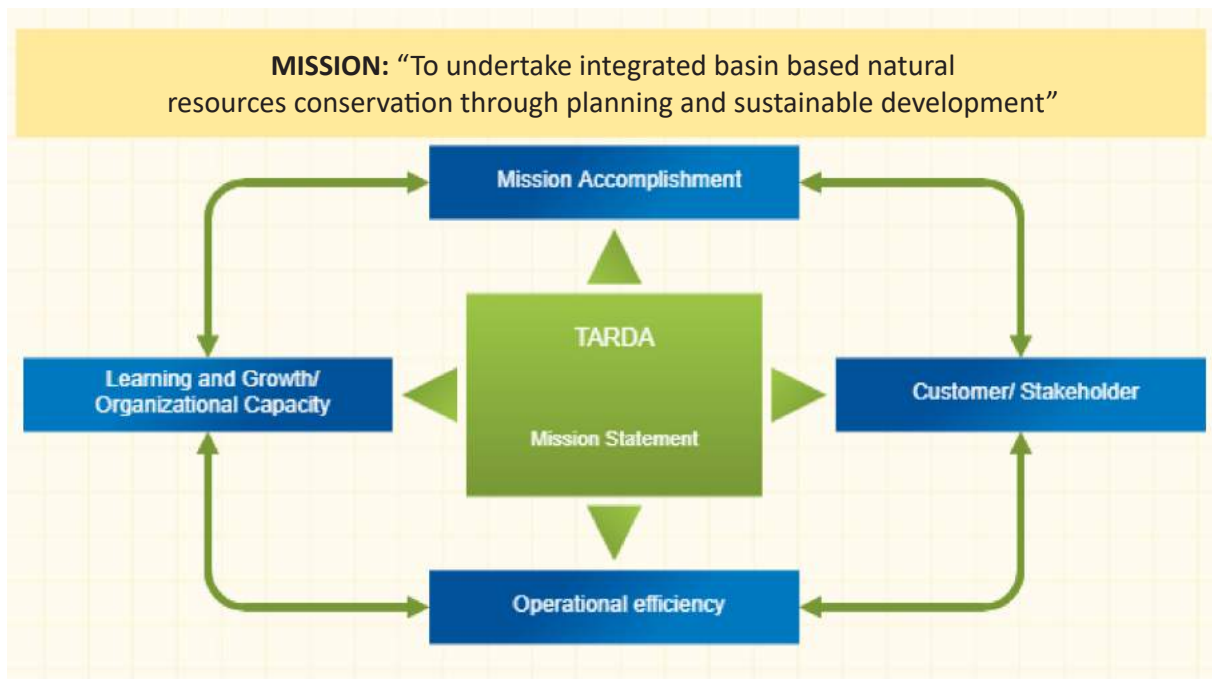 MISSION: “To undertake integrated basin based natural
resources conservation through planning and sustainable development”
Mission Accomplishment
TARDA
Mission Statement
Learning and Growth/
Organizational Capacity
Customer/ Stakeholder
Operational efficiency